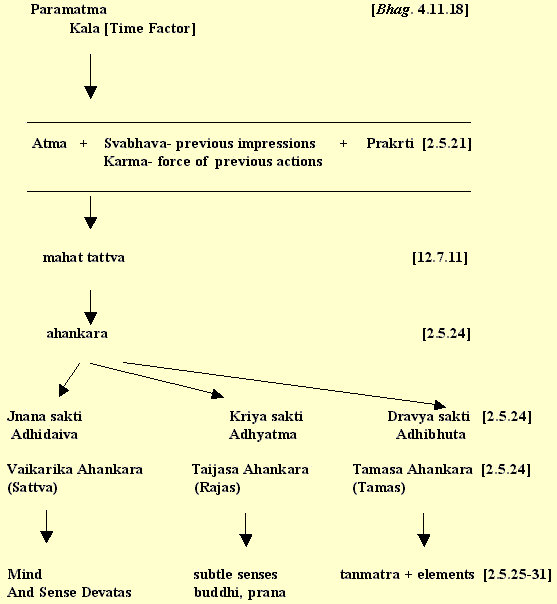 Paramatma [Bhag. 4.11.18]
Kala [Time Factor]
Atma + Svabhava- previous impressions + Prakrti [2.5.21]
Karma- force of previous actions
mahat tattva [12.7.11]
ahankara [2.5.24]
Jnana sakti Kriya sakti Dravya sakti [2.5.24]
Adhidaiva Adhyatma Adhibhuta
Vaikarika Ahankara Taijasa Ahankara Tamasa Ahankara [2.5.24]
(Sattva) (Rajas) (Tamas)
Mind subtle senses tanmatra + elements [2.5.25-31]
And Sense Devatas buddhi, prana